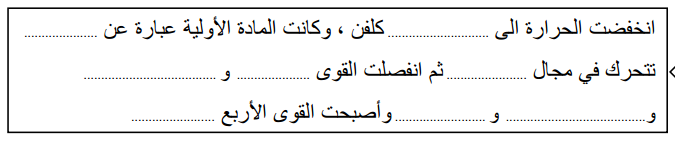 انخفضت الحرارة الى ............................ كلفن ، وكانت المادة الأولية عبارة عن .....................
تتحرك في مجال ....................... ثم انفصلت القوى ..................... و ......................................
و........................................ و .......................... وأصبحت القوى الأربع ........................